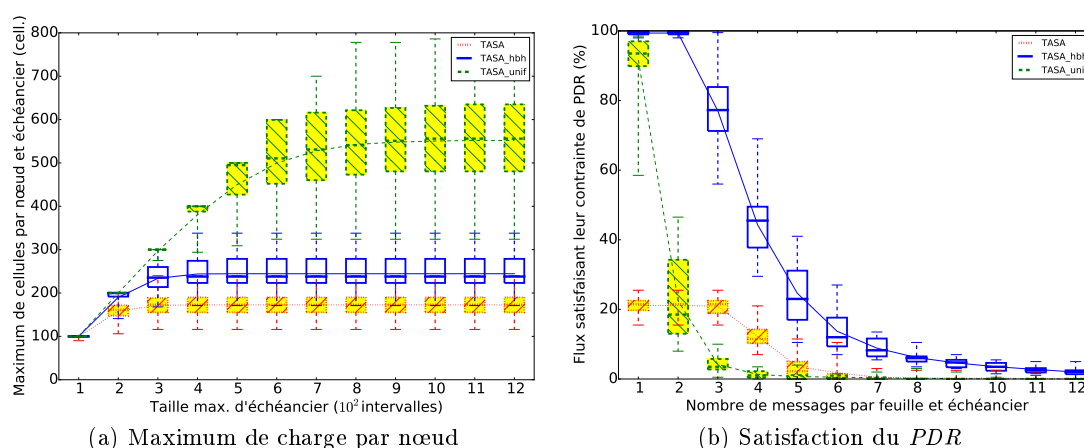 Maximum de cellules par nœud et échéancier (cell.)
800
700
600
500
400
300
200
100
0
1 2 3 4 5 6 7 8 9 10 11 12
Taille max. d'échéancier (10² intervalles)
TASA
TASA_hbh
TASA_unif
(a) Maximum de charge par nœud
Flux satisfaisant leur contrainte de PDR (%)
100
80
60
40
20
0
1 2 3 4 5 6 7 8 9 10 11 12
Nombre de messages par feuille et échéancier
TASA
TASA_hbh
TASA_uni
(b) Satisfaction du PDR